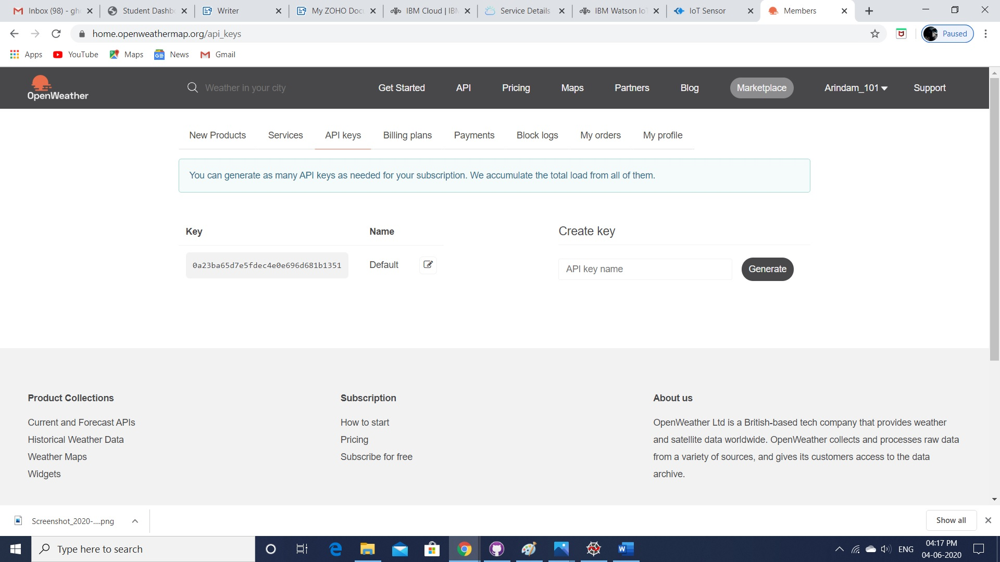 Inbox (98) - gh
Student Dashb
Writer
My ZOHO Doc
IBM Cloud | IB
Service Details
IBM Watson Io
IoT Sensor
Members
home.openweathermap.org/api_keys
Paused
Apps
YouTube
Maps
News
Gmail
OpenWeather
Weather in your city
Get Started
API
Pricing
Maps
Partners
Blog
Marketplace
Arindam_101
Support
New Products
Services
API keys
Billing plans
Payments
Block logs
My orders
My profile
You can generate as many API keys as needed for your subscription. We accumulate the total load from all of them.
Key
Name
Create key
0a23ba65d7e5fdec4e0e696d681b1351
Default
API key name
Generate
Product Collections
Current and Forecast APIs
Historical Weather Data
Weather Maps
Widgets
Subscription
How to start
Pricing
Subscribe for free
About us
OpenWeather Ltd is a British-based tech company that provides weather
and satellite data worldwide. OpenWeather collects and processes raw data
from a variety of sources, and gives its customers access to the data
archive.
Screenshot_2020-....png
Show all
Type here to search
ENG
04:17 PM
04-06-2020